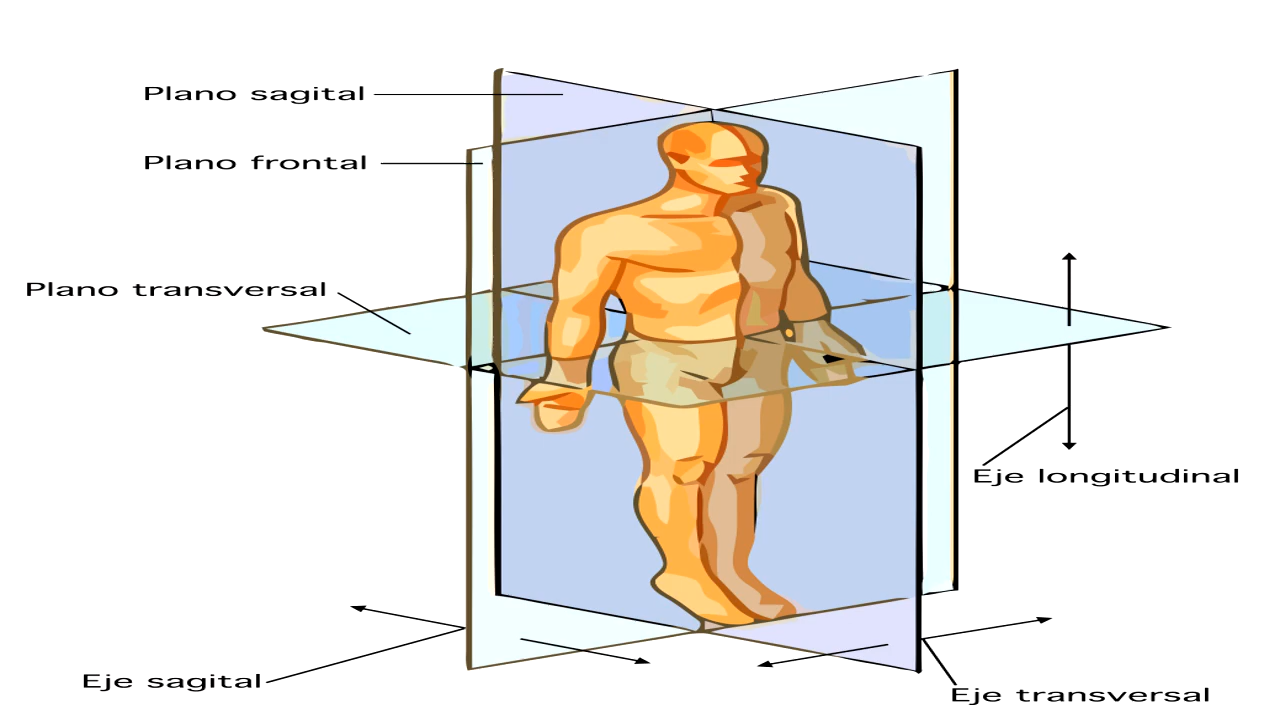 Plano sagital
Plano frontal
Plano transversal
Eje longitudinal
Eje sagital
Eje transversal